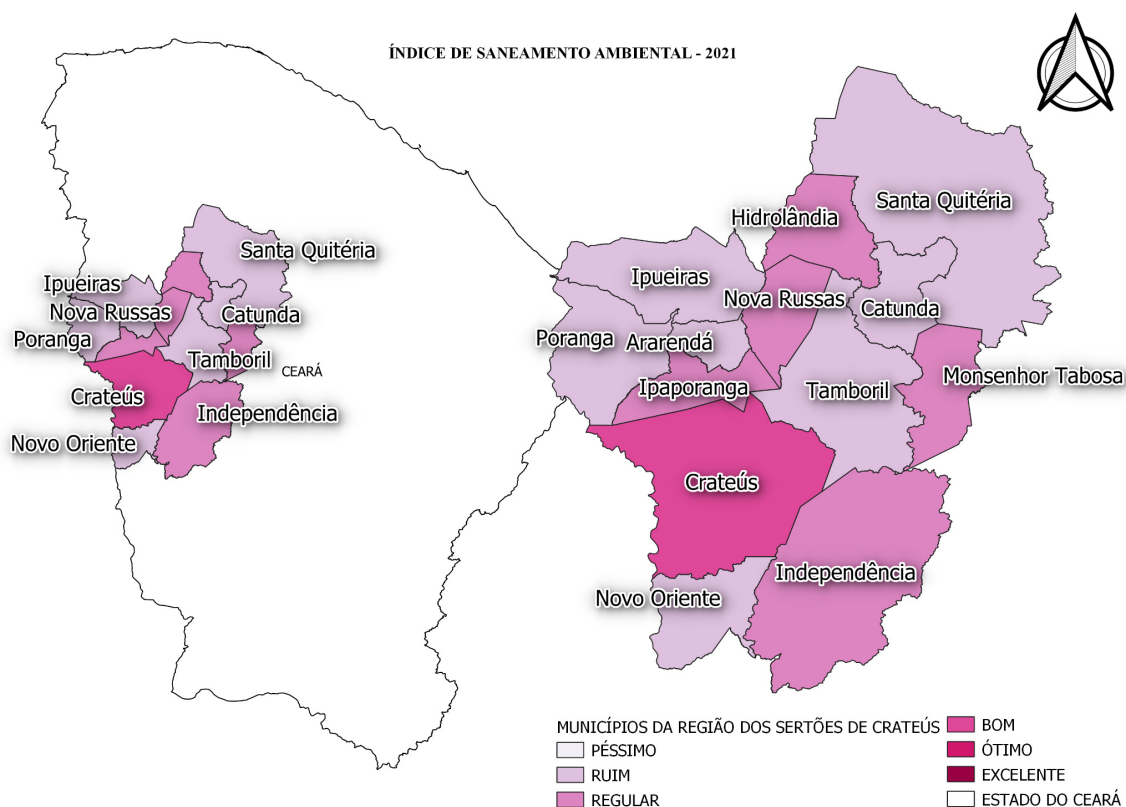 ÍNDICE DE SANEAMENTO AMBIENTAL - 2021
Santa Quitéria
Ipueiras
Nova Russas
Catunda
Poranga
Tamboril
CEARÁ
Crateús
Independência
Novo Oriente
Santa Quitéria
Hidrolândia
Ipueiras
Nova Russas
Catunda
Poranga
Ararendá
Ipaporanga
Tamboril
Monsenhor Tabosa
Crateús
Independência
Novo Oriente
MUNICÍPIOS DA REGIÃO DOS SERTÕES DE CRATEÚS
PÉSSIMO
RUIM
REGULAR
BOM
ÓTIMO
EXCELENTE
ESTADO DO CEARÁ